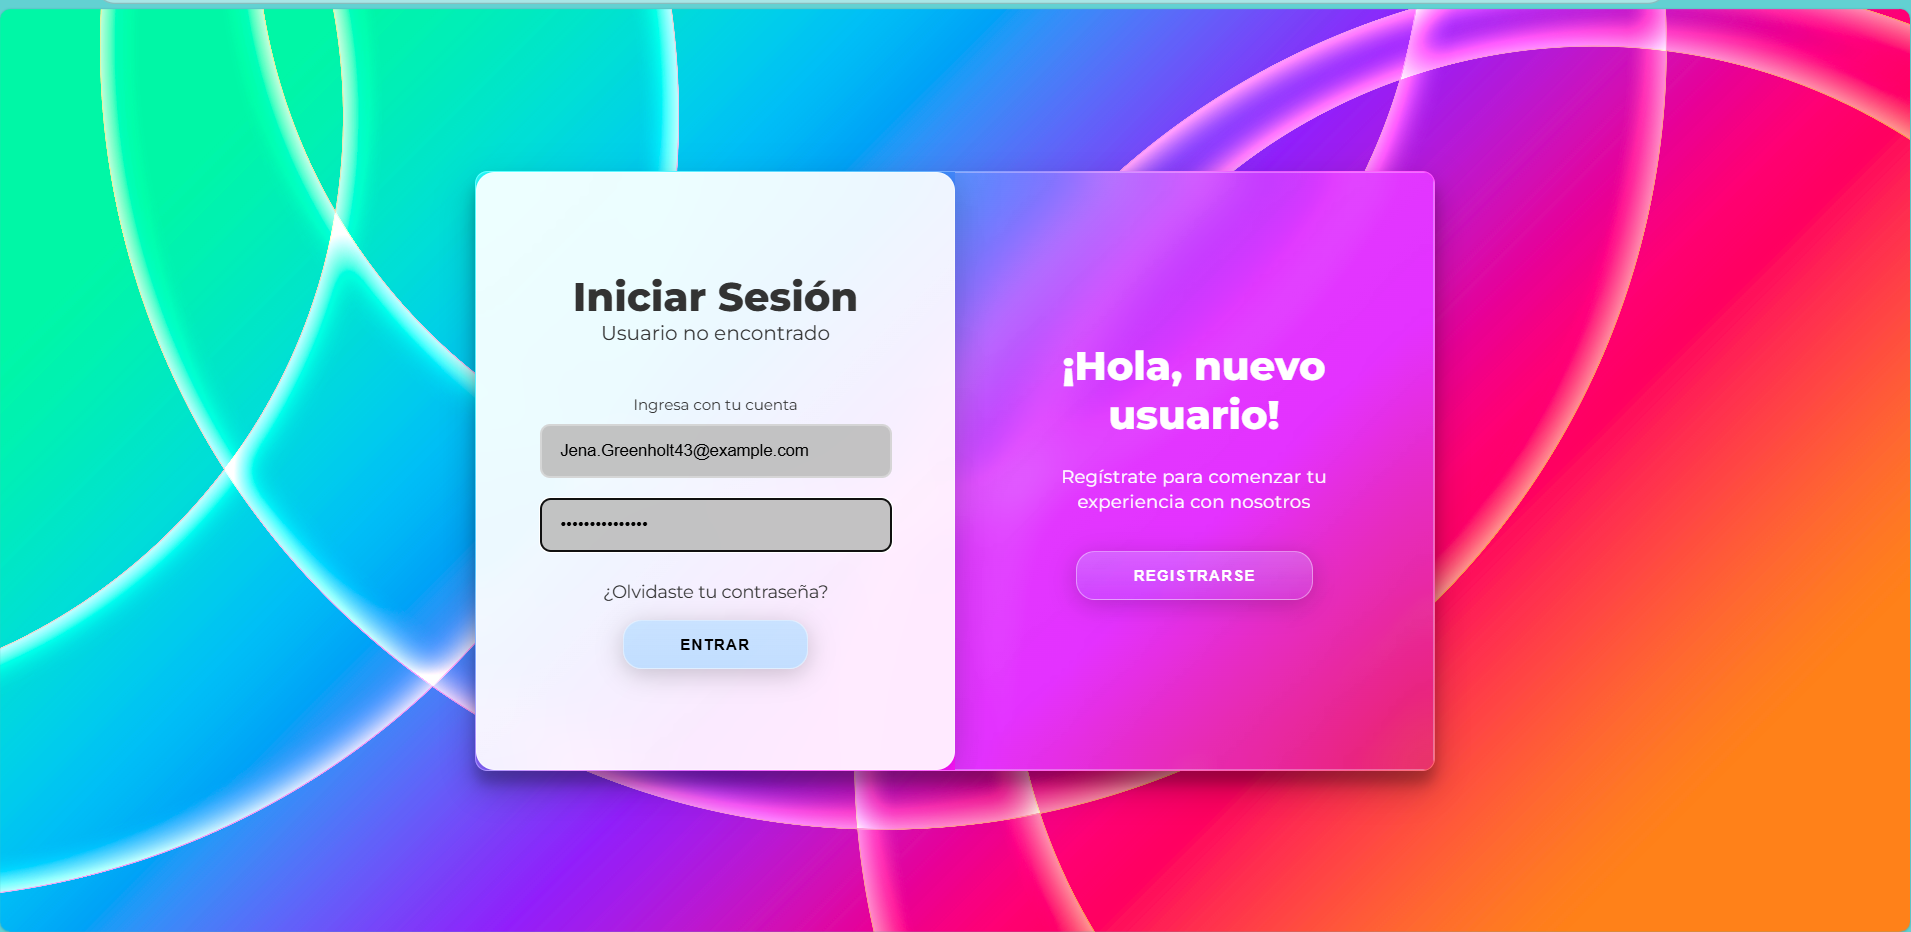 Iniciar Sesión
Usuario no encontrado
Ingresa con tu cuenta
Jena.Greenholt43@example.com
•••••••••••••••
¿Olvidaste tu contraseña?
ENTRAR
¡Hola, nuevo
usuario!
Regístrate para comenzar tu
experiencia con nosotros
REGISTRARSE